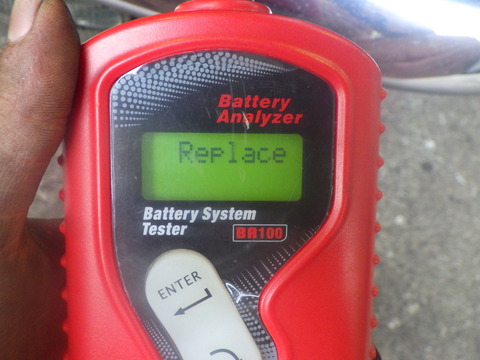 Battery
Analyzer
Replace
Battery System
Tester
BR100
ENTER